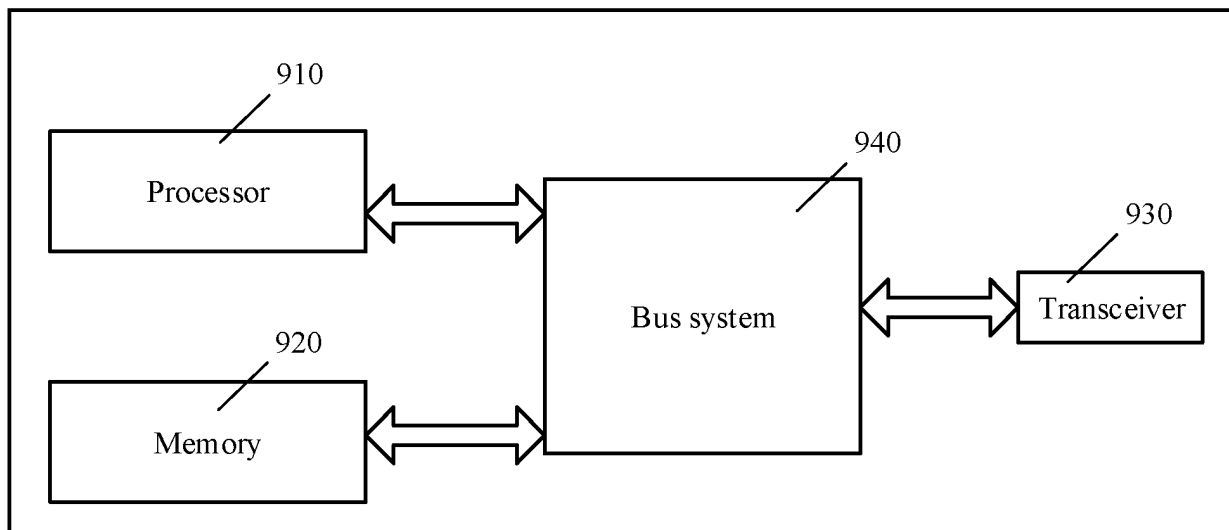 910
Processor
940
930
Bus system
Transceiver
920
Memory